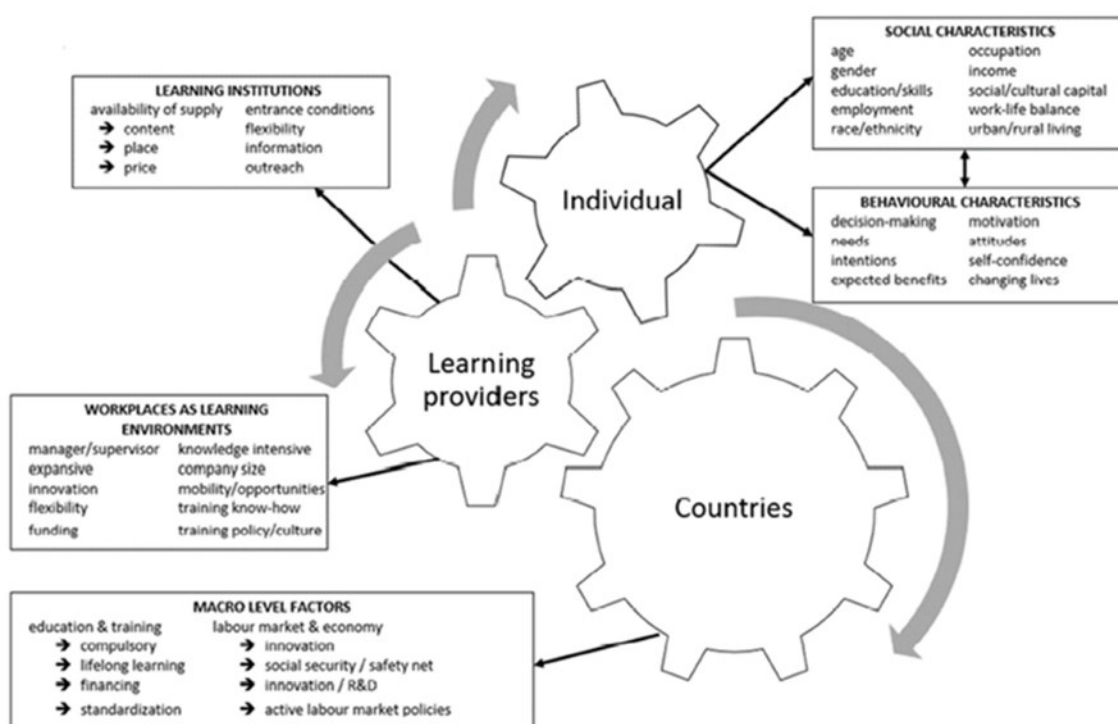 SOCIAL CHARACTERISTICS
age occupation
gender income
education/skills social/cultural capital
employment work-life balance
race/ethnicity urban/rural living
LEARNING INSTITUTIONS
availability of supply entrance conditions
➔ content flexibility
➔ place information
➔ price outreach
Individual
BEHAVIOURAL CHARACTERISTICS
decision-making motivation
needs attitudes
intentions self-confidence
expected benefits changing lives
Learning
providers
WORKPLACES AS LEARNING
ENVIRONMENTS
manager/supervisor knowledge intensive
expansive company size
innovation mobility/opportunities
flexibility training know-how
funding training policy/culture
Countries
MACRO LEVEL FACTORS
education & training labour market & economy
➔ compulsory ➔ innovation
➔ lifelong learning ➔ social security / safety net
➔ financing ➔ innovation / R&D
➔ standardization ➔ active labour market policies